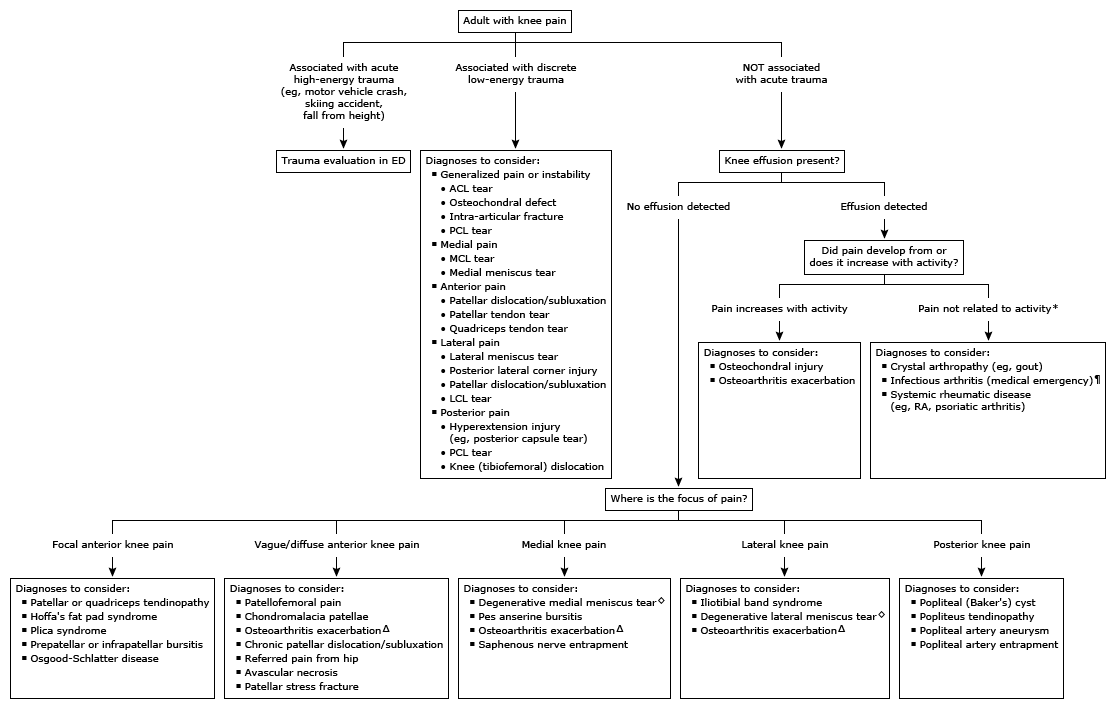 Adult with knee pain
Associated with acute
high-energy trauma
(eg, motor vehicle crash,
skiing accident,
fall from height)
Associated with discrete
low-energy trauma
NOT associated
with acute trauma
Trauma evaluation in ED
Diagnoses to consider:
▪ Generalized pain or instability
• ACL tear
• Osteochondral defect
• Intra-articular fracture
• PCL tear
▪ Medial pain
• MCL tear
• Medial meniscus tear
▪ Anterior pain
• Patellar dislocation/subluxation
• Patellar tendon tear
• Quadriceps tendon tear
▪ Lateral pain
• Lateral meniscus tear
• Posterior lateral corner injury
• Patellar dislocation/subluxation
• LCL tear
▪ Posterior pain
• Hyperextension injury
(eg, posterior capsule tear)
• PCL tear
• Knee (tibiofemoral) dislocation
Knee effusion present?
No effusion detected
Effusion detected
Did pain develop from or
does it increase with activity?
Pain increases with activity
Pain not related to activity*
Diagnoses to consider:
▪ Osteochondral injury
▪ Osteoarthritis exacerbation
Diagnoses to consider:
▪ Crystal arthropathy (eg, gout)
▪ Infectious arthritis (medical emergency)¶
▪ Systemic rheumatic disease
(eg, RA, psoriatic arthritis)
Where is the focus of pain?
Focal anterior knee pain
Vague/diffuse anterior knee pain
Medial knee pain
Lateral knee pain
Posterior knee pain
Diagnoses to consider:
▪ Patellar or quadriceps tendinopathy
▪ Hoffa's fat pad syndrome
▪ Plica syndrome
▪ Prepatellar or infrapatellar bursitis
▪ Osgood-Schlatter disease
Diagnoses to consider:
▪ Patellofemoral pain
▪ Chondromalacia patellae
▪ Osteoarthritis exacerbationΔ
▪ Chronic patellar dislocation/subluxation
▪ Referred pain from hip
▪ Avascular necrosis
▪ Patellar stress fracture
Diagnoses to consider:
▪ Degenerative medial meniscus tear◇
▪ Pes anserine bursitis
▪ Osteoarthritis exacerbationΔ
▪ Saphenous nerve entrapment
Diagnoses to consider:
▪ Iliotibial band syndrome
▪ Degenerative lateral meniscus tear◇
▪ Osteoarthritis exacerbationΔ
Diagnoses to consider:
▪ Popliteal (Baker's) cyst
▪ Popliteus tendinopathy
▪ Popliteal artery aneurysm
▪ Popliteal artery entrapment